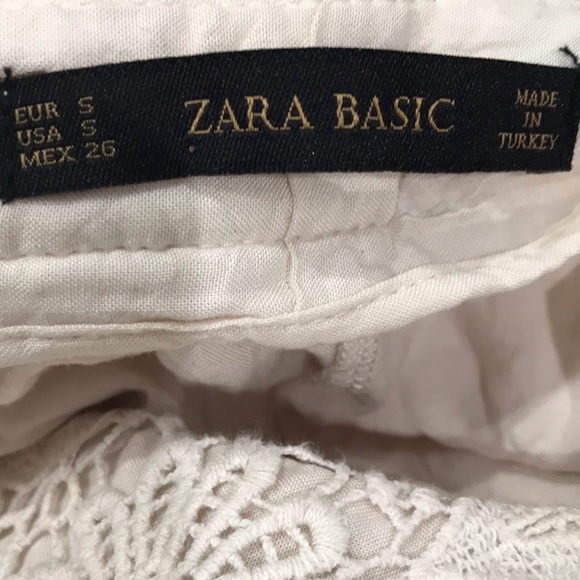 EUR S
USA S
MEX 26
ZARA BASIC
MADE
IN
TURKEY